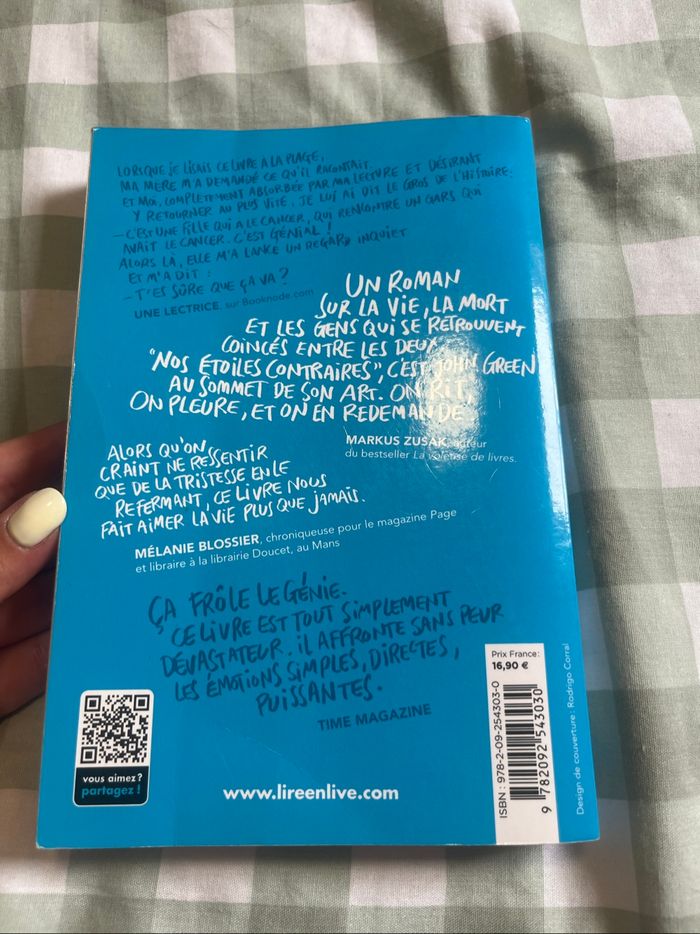 LORSQUE JE LISAIS CE LIVRE A LA PLAGE,
MA MERE M'A DEMANDÉ CE QU'IL RACONTAIT.
ET MOI, COMPLETEMENT ABSORBÉE PAR MA LECTURE ET DÉSIRANT
Y RETOURNER AU PLUS VITE, JE LUI AI DIT LE GROS DE L'HISTOIRE:
—C'EST UNE FILLE QUI A LE CANCER, QUI RENCONTRE UN GARS QUI
AVAIT LE CANCER. C'EST GÉNIAL !
ALORS LÀ, ELLE M'A LANCÉ UN REGARD INQUIET
ET M'A DIT :
—T'ES SÛRE QUE ÇA VA ?
UNE LECTRICE, sur Booknode.com
UN ROMAN
SUR LA VIE, LA MORT
ET LES GENS QUI SE RETROUVENT
COINCÉS ENTRE LES DEUX.
"NOS ÉTOILES CONTRAIRES", C'EST JOHN GREEN
AU SOMMET DE SON ART. ON RIT,
ON PLEURE, ET ON EN REDEMANDE.
MARKUS ZUSAK, auteur
du bestseller La voleuse de livres.
ALORS QU'ON
CRAINT NE RESSENTIR
QUE DE LA TRISTESSE EN LE
REFERMANT, CE LIVRE NOUS
FAIT AIMER LA VIE PLUS QUE JAMAIS.
MÉLANIE BLOSSIER, chroniqueuse pour le magazine Page
et libraire à la librairie Doucet, au Mans
ÇA FRÔLE LE GÉNIE.
CE LIVRE EST TOUT SIMPLEMENT
DÉVASTATEUR. IL AFFRONTE SANS PEUR
LES ÉMOTIONS SIMPLES, DIRECTES,
PUISSANTES.
TIME MAGAZINE
vous aimez ?
partagez !
www.lireenlive.com
Prix France :
16,90 €
ISBN : 978-2-09-254303-0
9 782092 543030
Design de couverture : Rodrigo Corral